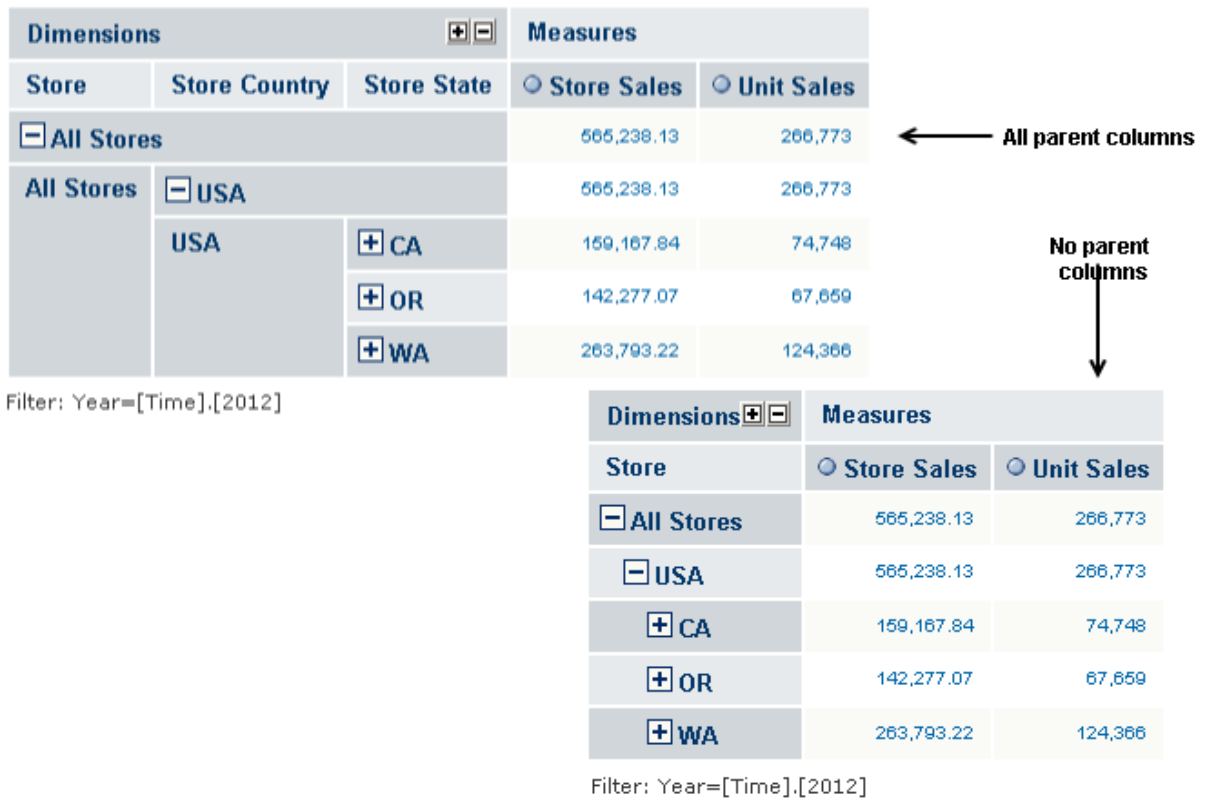 Dimensions Measures
Store Store Country Store State Store Sales Unit Sales
All Stores 565,238.13 266,773
All parent columns
All Stores USA 565,238.13 266,773
USA CA 159,167.84 74,748
OR 142,277.07 67,659
WA 263,793.22 124,366
Filter: Year=[Time].[2012]
No parent
columns
Dimensions Measures
Store Store Sales Unit Sales
All Stores 565,238.13 266,773
USA 565,238.13 266,773
CA 159,167.84 74,748
OR 142,277.07 67,659
WA 263,793.22 124,366
Filter: Year=[Time].[2012]